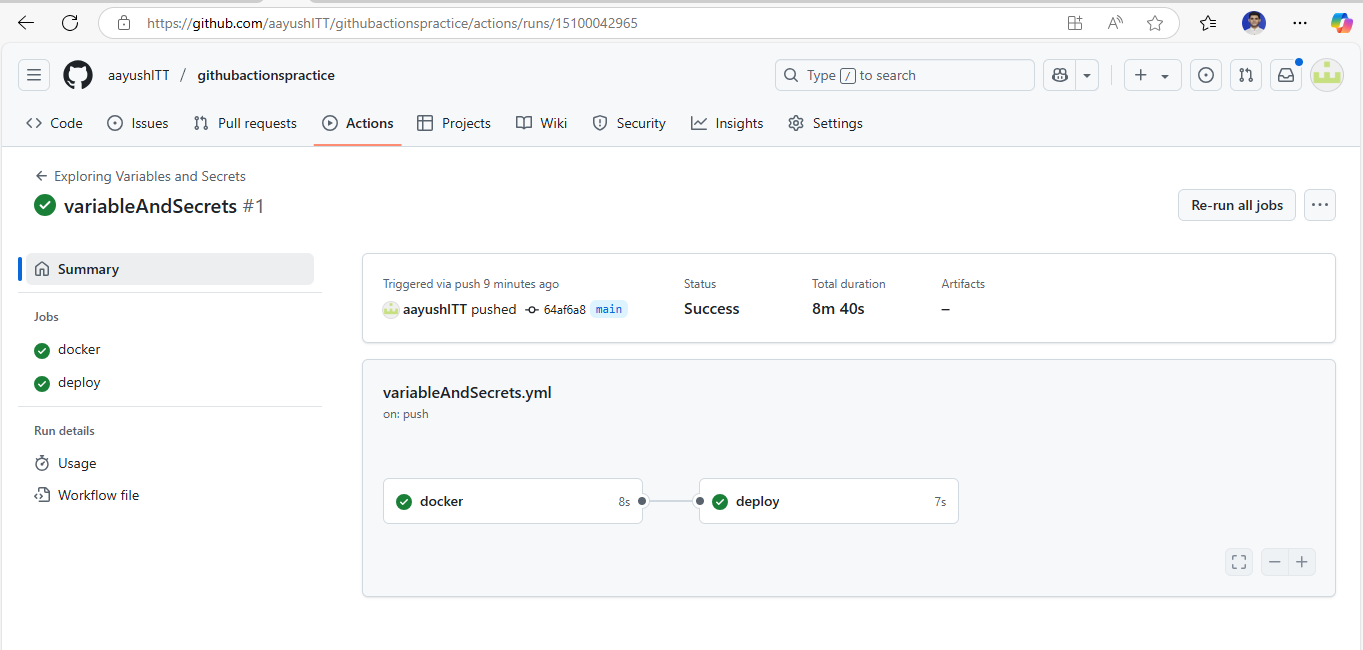 https://github.com/aayushITT/githubactionspractice/actions/runs/15100042965
aayushITT / githubactionspractice
Type / to search
Code Issues Pull requests Actions Projects Wiki Security Insights Settings
Exploring Variables and Secrets
variableAndSecrets #1
Re-run all jobs
Summary
Jobs
docker
deploy
Run details
Usage
Workflow file
Triggered via push 9 minutes ago
aayushITT pushed 64af6a8 main
Status
Success
Total duration
8m 40s
Artifacts
–
variableAndSecrets.yml
on: push
docker 8s
deploy 7s